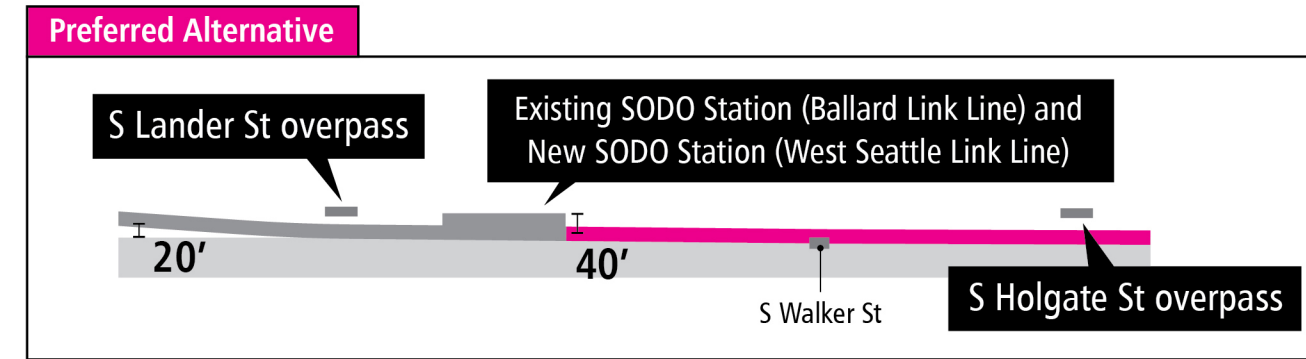 Preferred Alternative
S Lander St overpass
Existing SODO Station (Ballard Link Line) and
New SODO Station (West Seattle Link Line)
20′
40′
S Walker St
S Holgate St overpass